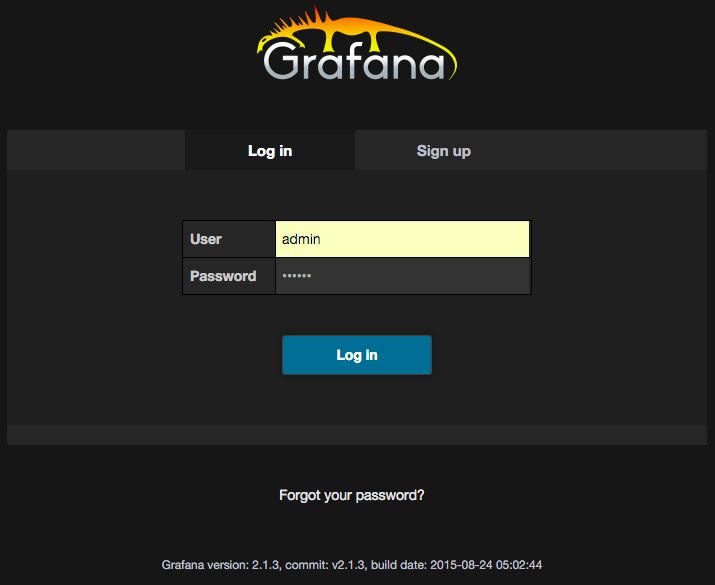 Grafana
Log in Sign up
User admin
Password ••••••
Log in
Forgot your password?
Grafana version: 2.1.3, commit: v2.1.3, build date: 2015-08-24 05:02:44